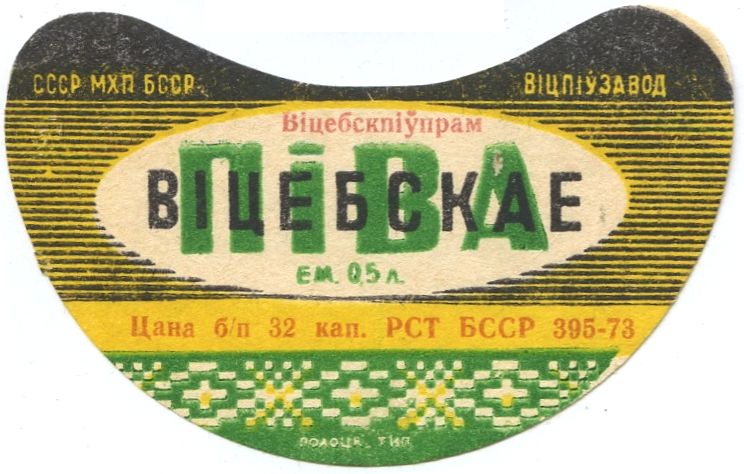 СССР МХП БССР
ВІЦПІЎЗАВОД
Віцебскпіўпрам
ПІВА
ВІЦЕБСКАЕ
ЕМ. 0,5 л.
Цана б/п 32 кап. РСТ БССР 395-73
ПОЛОЦК. ТИП.